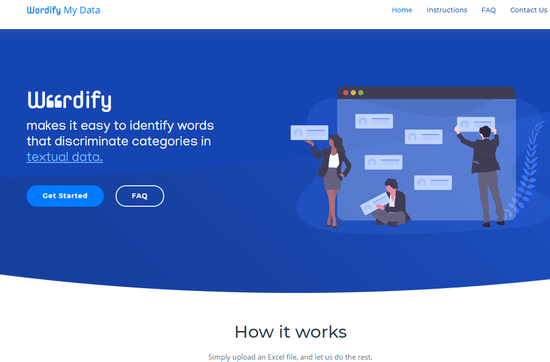 Wordify My Data
Home Instructions FAQ Contact Us
W““rdify
makes it easy to identify words
that discriminate categories in
textual data.
Get Started FAQ
How it works
Simply upload an Excel file, and let us do the rest.